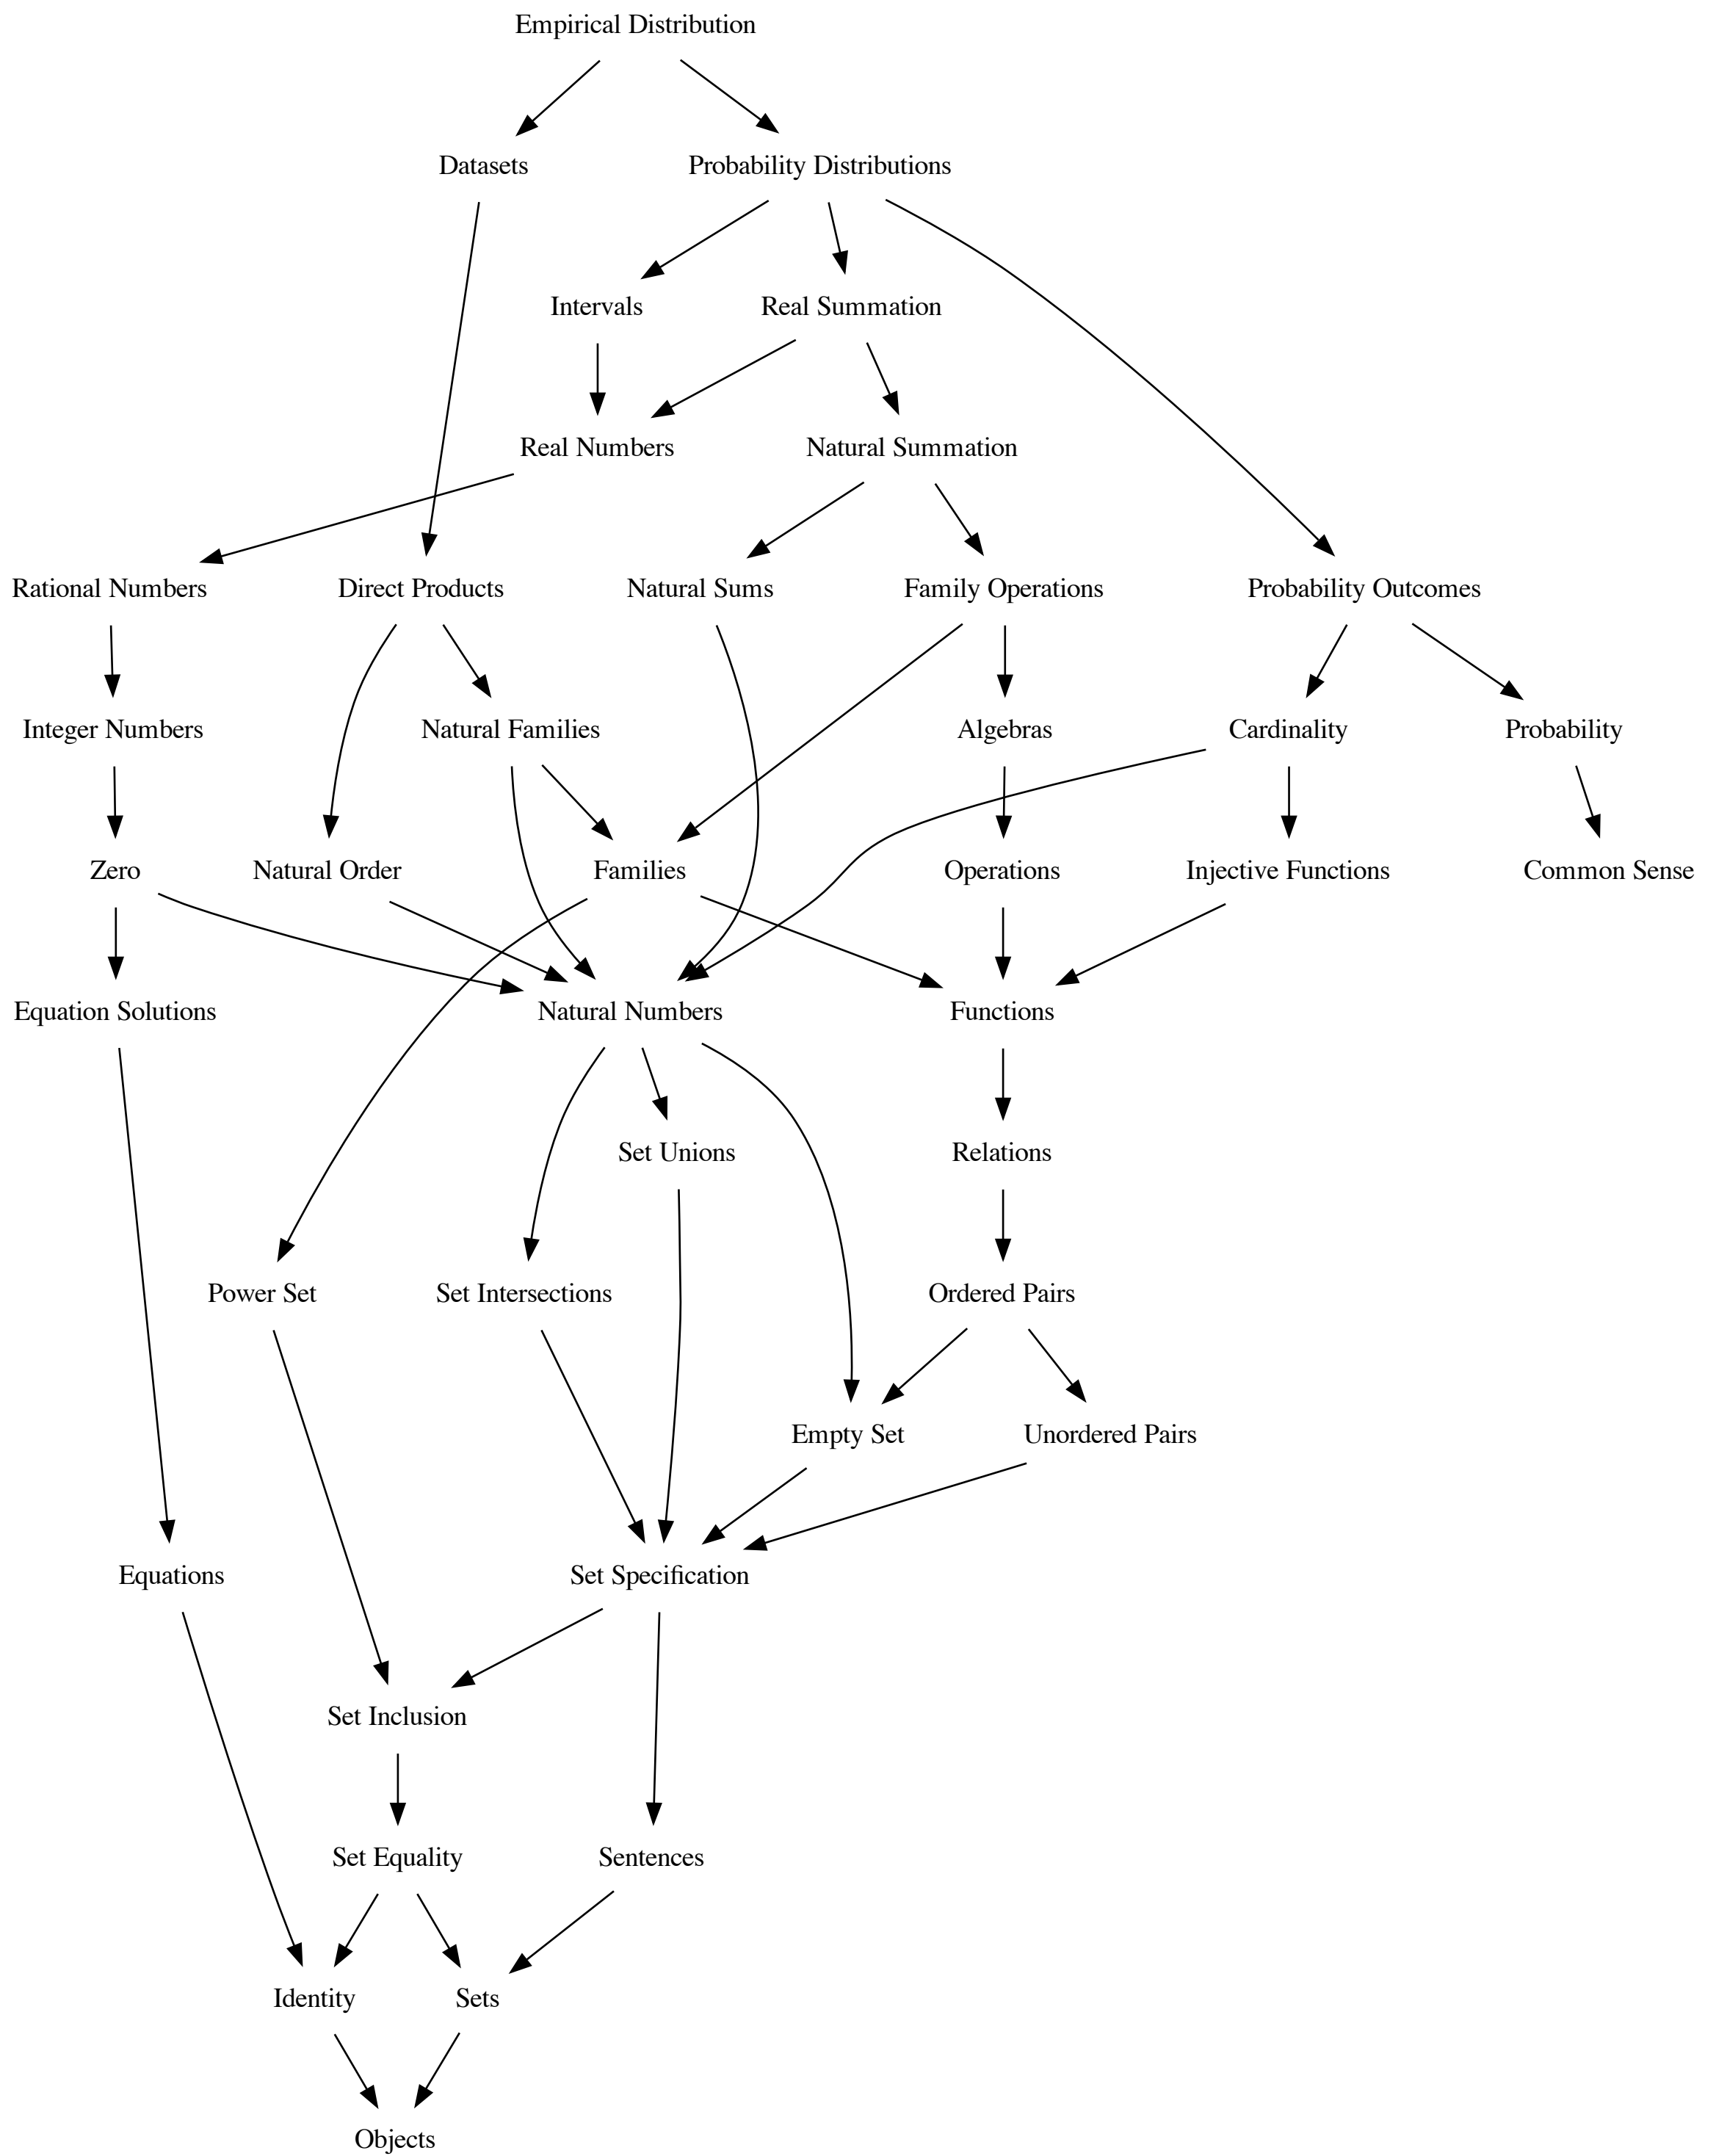 Empirical Distribution
Datasets
Probability Distributions
Intervals
Real Summation
Real Numbers
Natural Summation
Rational Numbers
Direct Products
Natural Sums
Family Operations
Probability Outcomes
Integer Numbers
Natural Families
Algebras
Cardinality
Probability
Zero
Natural Order
Families
Operations
Injective Functions
Common Sense
Equation Solutions
Natural Numbers
Functions
Set Unions
Relations
Power Set
Set Intersections
Ordered Pairs
Empty Set
Unordered Pairs
Equations
Set Specification
Set Inclusion
Set Equality
Sentences
Identity
Sets
Objects